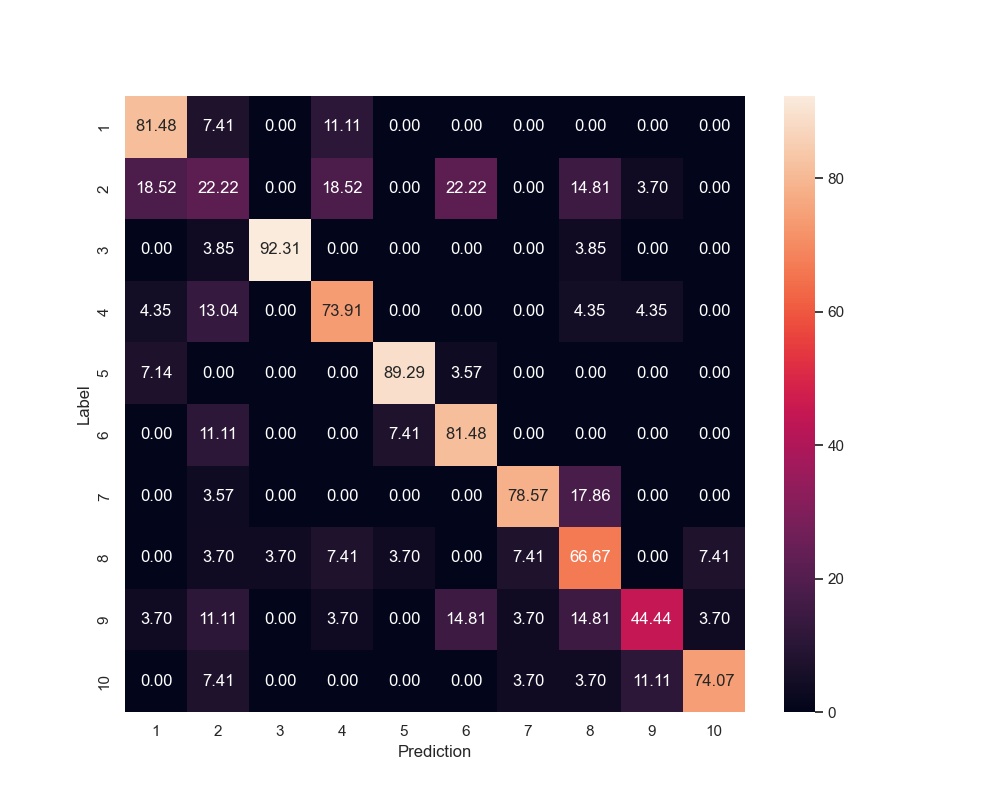 1 81.48 7.41 0.00 11.11 0.00 0.00 0.00 0.00 0.00 0.00
2 18.52 22.22 0.00 18.52 0.00 22.22 0.00 14.81 3.70 0.00
3 0.00 3.85 92.31 0.00 0.00 0.00 0.00 3.85 0.00 0.00
4 4.35 13.04 0.00 73.91 0.00 0.00 0.00 4.35 4.35 0.00
5 7.14 0.00 0.00 0.00 89.29 3.57 0.00 0.00 0.00 0.00
6 0.00 11.11 0.00 0.00 7.41 81.48 0.00 0.00 0.00 0.00
7 0.00 3.57 0.00 0.00 0.00 0.00 78.57 17.86 0.00 0.00
8 0.00 3.70 3.70 7.41 3.70 0.00 7.41 66.67 0.00 7.41
9 3.70 11.11 0.00 3.70 0.00 14.81 3.70 14.81 44.44 3.70
10 0.00 7.41 0.00 0.00 0.00 0.00 3.70 3.70 11.11 74.07
1 2 3 4 5 6 7 8 9 10
Prediction
Label
80
60
40
20
0